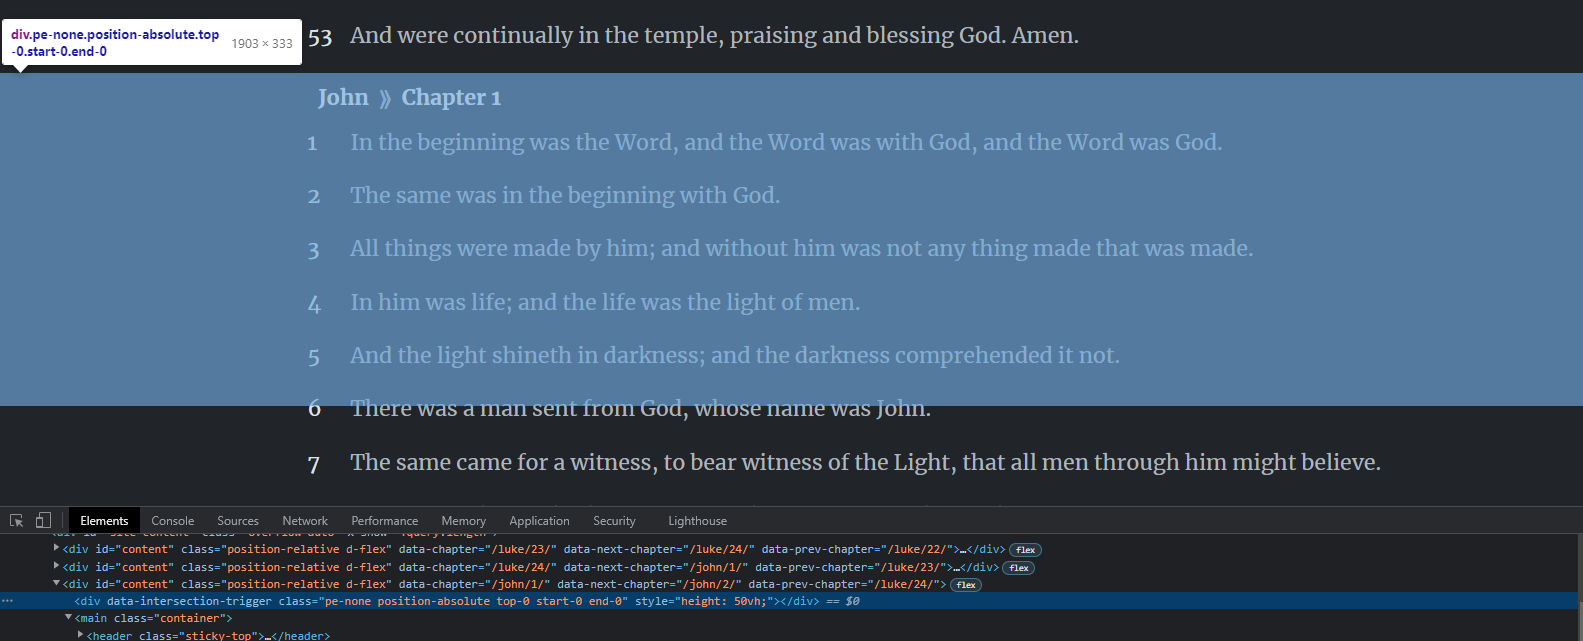 53 And were continually in the temple, praising and blessing God. Amen.
div.pe-none.position-absolute.top
-0.start-0.end-0 1903 × 333
John ⟫ Chapter 1
1 In the beginning was the Word, and the Word was with God, and the Word was God.
2 The same was in the beginning with God.
3 All things were made by him; and without him was not any thing made that was made.
4 In him was life; and the life was the light of men.
5 And the light shineth in darkness; and the darkness comprehended it not.
6 There was a man sent from God, whose name was John.
7 The same came for a witness, to bear witness of the Light, that all men through him might believe.
Elements Console Sources Network Performance Memory Application Security Lighthouse
<div id="content" class="position-relative d-flex" data-chapter="/luke/23/" data-next-chapter="/luke/24/" data-prev-chapter="/luke/22/">…</div> flex
<div id="content" class="position-relative d-flex" data-chapter="/luke/24/" data-next-chapter="/john/1/" data-prev-chapter="/luke/23/">…</div> flex
<div id="content" class="position-relative d-flex" data-chapter="/john/1/" data-next-chapter="/john/2/" data-prev-chapter="/luke/24/"> flex
··· <div data-intersection-trigger class="pe-none position-absolute top-0 start-0 end-0" style="height: 50vh;"></div> == $0
<main class="container">
<header class="sticky-top">…</header>